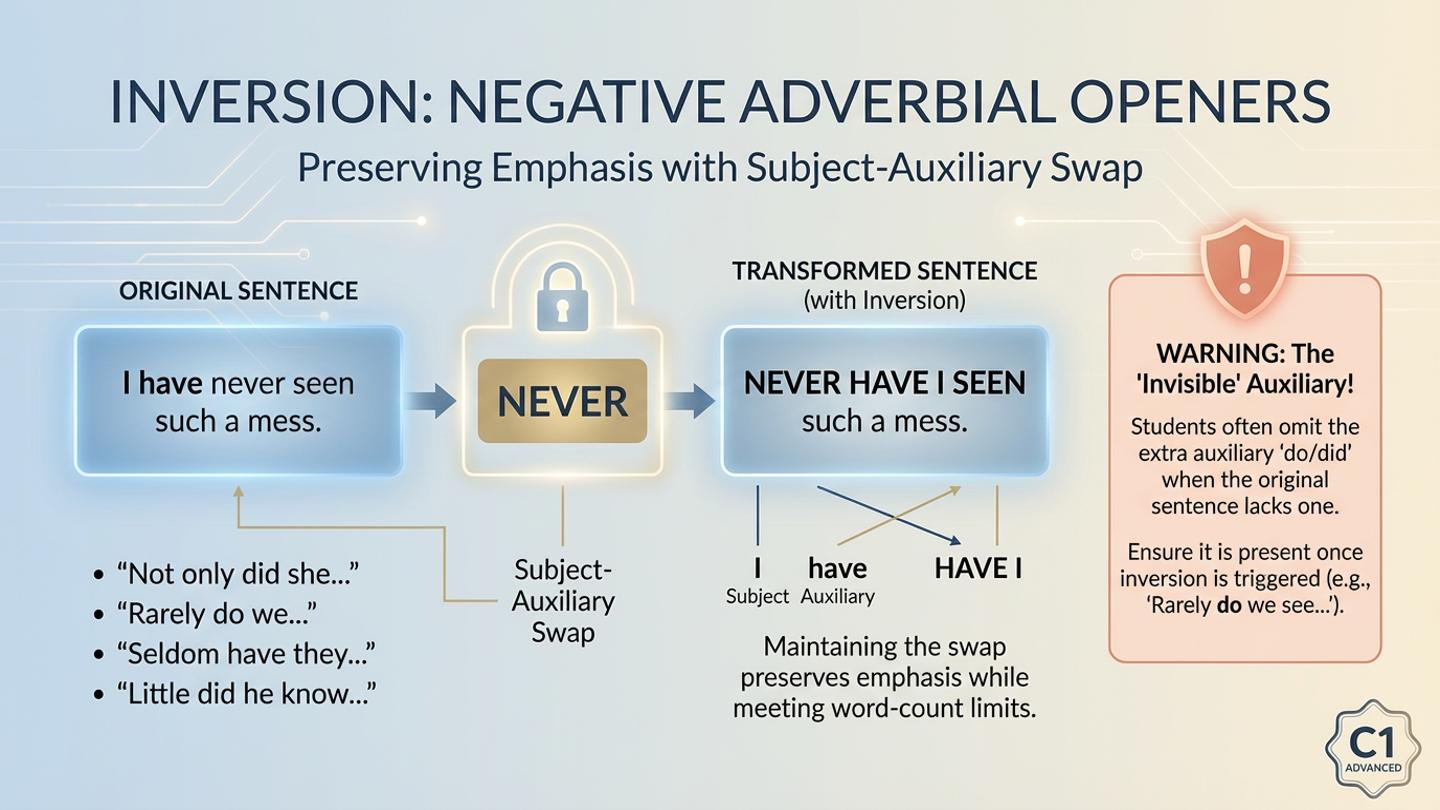 INVERSION: NEGATIVE ADVERBIAL OPENERS
Preserving Emphasis with Subject-Auxiliary Swap
ORIGINAL SENTENCE
I have never seen
such a mess.
NEVER
TRANSFORMED SENTENCE
(with Inversion)
NEVER HAVE I SEEN
such a mess.
• “Not only did she...”
• “Rarely do we...”
• “Seldom have they...”
• “Little did he know...”
Subject-
Auxiliary
Swap
I have HAVE I
Subject Auxiliary
Maintaining the swap
preserves emphasis while
meeting word-count limits.
WARNING: The
'Invisible' Auxiliary!
Students often omit the
extra auxiliary ‘do/did’
when the original
sentence lacks one.
Ensure it is present once
inversion is triggered (e.g.,
‘Rarely do we see...’).
C1
ADVANCED